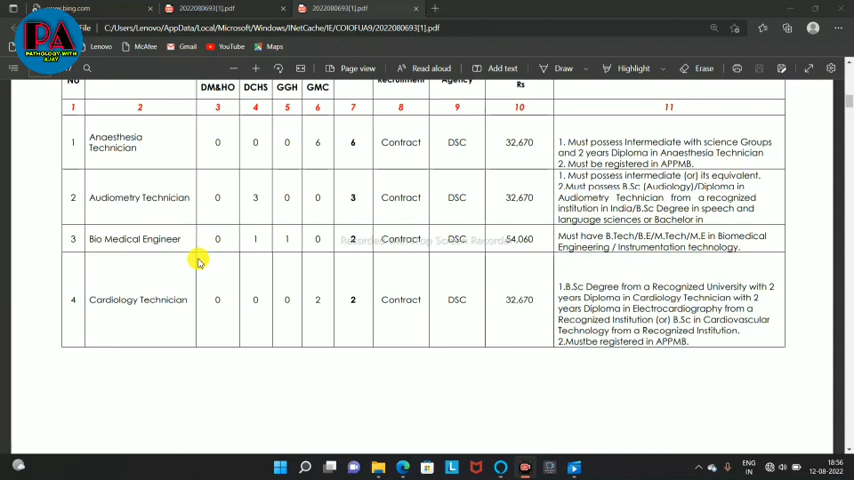 www.bing.com
2022080693[1].pdf
2022080693[1].pdf
PA
PATHOLOGY WITH
AJAY
File
C:/Users/Lenovo/AppData/Local/Microsoft/Windows/INetCache/IE/COIOFUA9/2022080693[1].pdf
Lenovo
McAfee
Gmail
YouTube
Maps
Page view
Read aloud
Add text
Draw
Highlight
Erase
No
DM&HO
DCHS
GGH
GMC
Recruitment
Agency
Rs
1 2 3 4 5 6 7 8 9 10 11
1
Anaesthesia
Technician
0 0 0 6 6 Contract DSC 32,670
1. Must possess Intermediate with science Groups
and 2 years Diploma in Anaesthesia Technician
2. Must be registered in APPMB.
2
Audiometry Technician
0 3 0 0 3 Contract DSC 32,670
1. Must possess intermediate (or) its equivalent.
2.Must possess B.Sc (Audiology)/Diploma in
Audiometry Technician from a recognized
institution in India/B.Sc Degree in speech and
language sciences or Bachelor in
3
Bio Medical Engineer
0 1 1 0 2 Contract DSC 54,060
Must have B.Tech/B.E/M.Tech/M.E in Biomedical
Engineering / Instrumentation technology.
4
Cardiology Technician
0 0 0 2 2 Contract DSC 32,670
1.B.Sc Degree from a Recognized University with 2
years Diploma in Cardiology Technician with 2
years Diploma in Electrocardiography from a
Recognized Institution (or) B.Sc in Cardiovascular
Technology from a Recognized Institution.
2.Mustbe registered in APPMB.
ENG
IN
18:56
12-08-2022